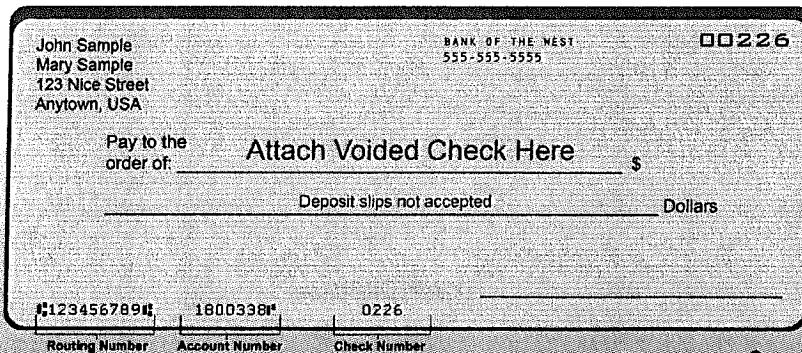 John Sample
Mary Sample
123 Nice Street
Anytown, USA
BANK OF THE WEST
555-555-5555
00226
Pay to the
order of: Attach Voided Check Here $
Deposit slips not accepted Dollars
⑆123456789⑆ 1800338⑈ 0226
Routing Number Account Number Check Number